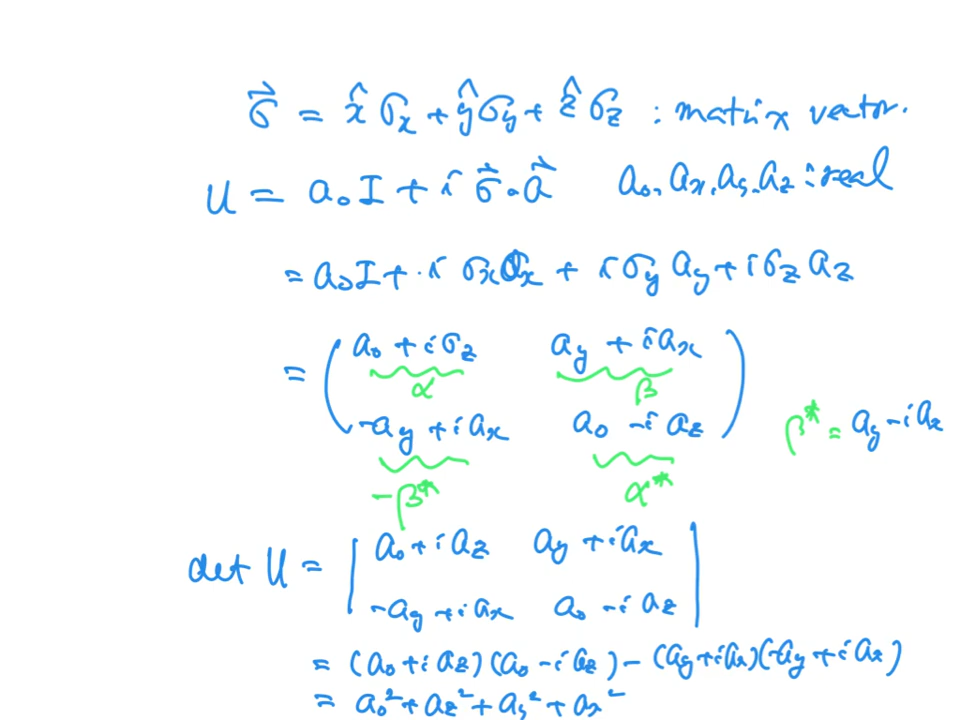 σ⃗ = x̂ σx + ŷ σy + ẑ σz : matrix vector.
U = a₀I + i σ⃗·a⃗ a₀, ax, ay, az : real
= a₀I + i σx ax + i σy ay + i σz az
= ( a₀ + i σz ay + i ax
α β
-ay + i ax a₀ - i az ) β* = ay - i ax
-β* α*
det U = | a₀ + i az ay + i ax
-ay + i ax a₀ - i az |
= (a₀ + i az)(a₀ - i az) - (ay + i ax)(-ay + i ax)
= a₀² + az² + ay² + ax²